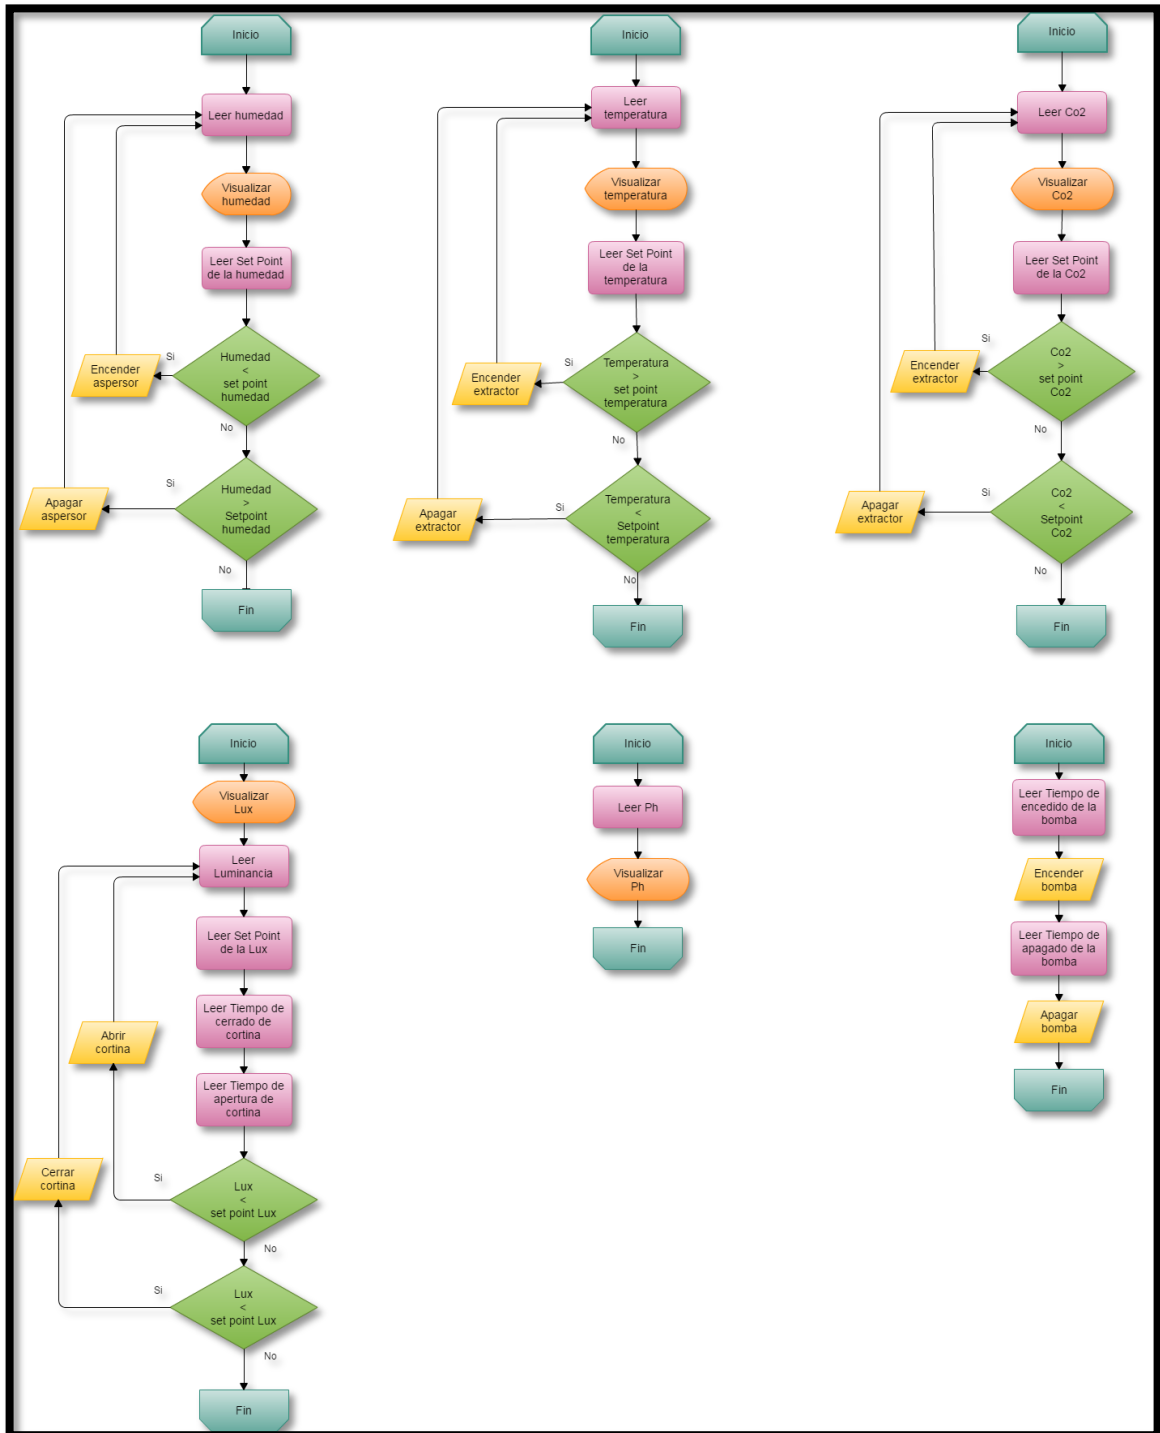 Inicio
Leer humedad
Visualizar
humedad
Leer Set Point
de la humedad
Humedad
<
set point
humedad
Si
Encender
aspersor
No
Humedad
>
Setpoint
humedad
Si
Apagar
aspersor
No
Fin
Inicio
Leer
temperatura
Visualizar
temperatura
Leer Set Point
de la
temperatura
Temperatura
>
set point
temperatura
Si
Encender
extractor
No
Temperatura
<
Setpoint
temperatura
Si
Apagar
extractor
No
Fin
Inicio
Leer Co2
Visualizar
Co2
Leer Set Point
de la Co2
Co2
>
set point
Co2
Si
Encender
extractor
No
Co2
<
Setpoint
Co2
Si
Apagar
extractor
No
Fin
Inicio
Visualizar
Lux
Leer
Luminancia
Leer Set Point
de la Lux
Leer Tiempo de
cerrado de
cortina
Leer Tiempo de
apertura de
cortina
Lux
<
set point Lux
Si
Abrir
cortina
No
Lux
<
set point Lux
Si
Cerrar
cortina
No
Fin
Inicio
Leer Ph
Visualizar
Ph
Fin
Inicio
Leer Tiempo de
encedido de la
bomba
Encender
bomba
Leer Tiempo de
apagado de la
bomba
Apagar
bomba
Fin